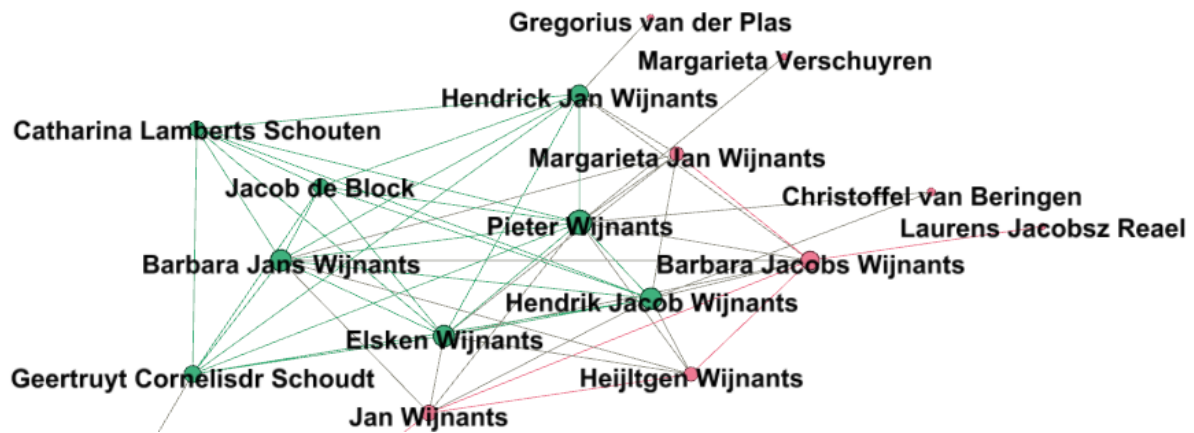 Gregorius van der Plas
Margarieta Verschuyren
Hendrick Jan Wijnants
Catharina Lamberts Schouten
Margarieta Jan Wijnants
Jacob de Block
Christoffel van Beringen
Pieter Wijnants
Laurens Jacobsz Reael
Barbara Jans Wijnants
Barbara Jacobs Wijnants
Hendrik Jacob Wijnants
Elsken Wijnants
Geertruyt Cornelisdr Schoudt
Heijltgen Wijnants
Jan Wijnants